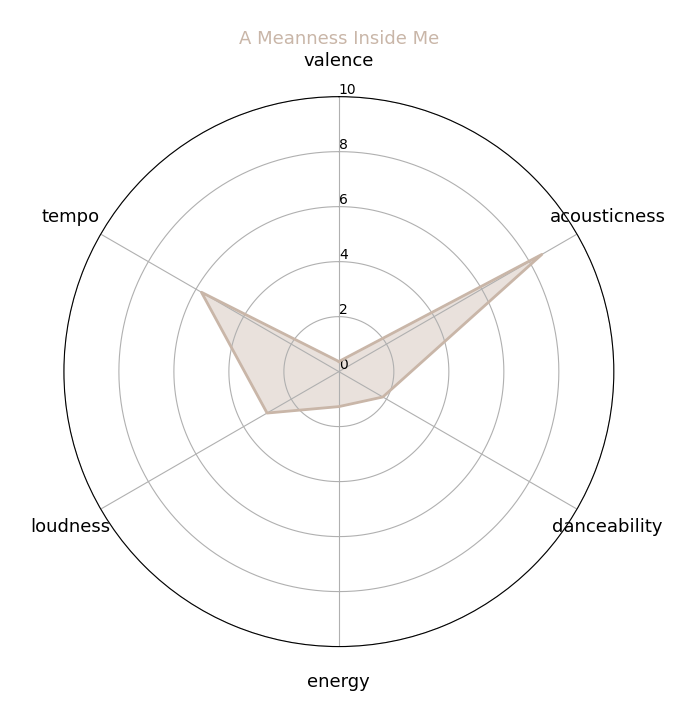 A Meanness Inside Me
valence
10
8
tempo
6
acousticness
4
2
0
loudness
danceability
energy